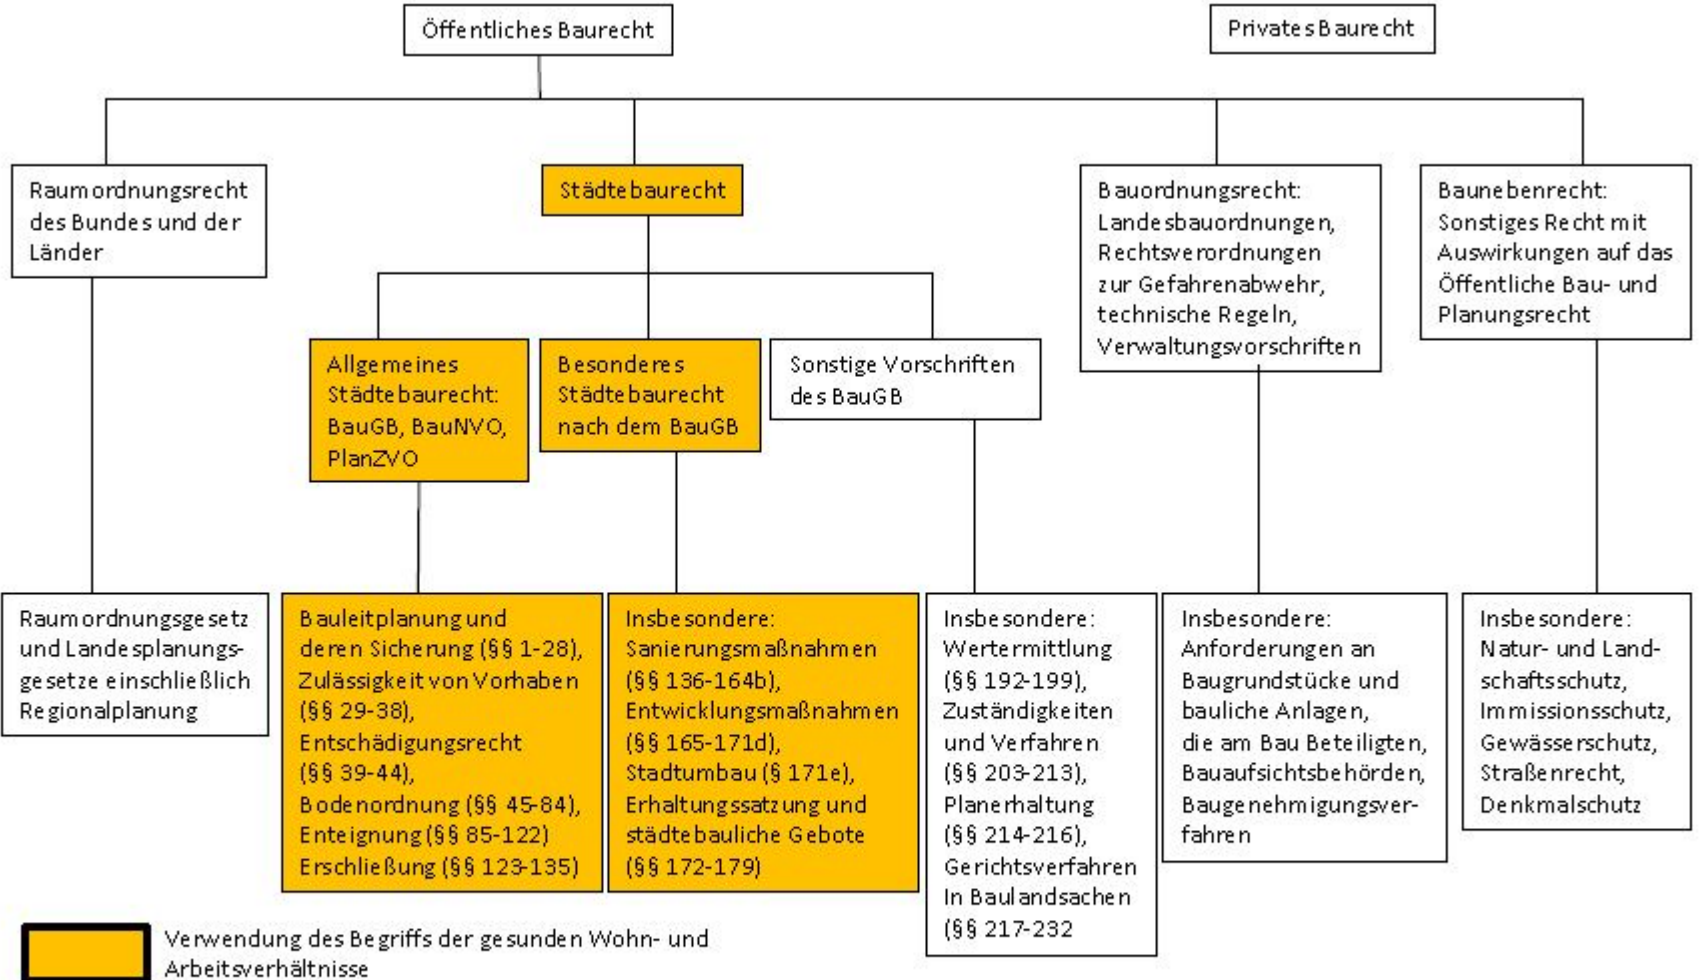 Öffentliches Baurecht
Privates Baurecht
Raumordnungsrecht
des Bundes und der
Länder
Städtebaurecht
Bauordnungsrecht:
Landesbauordnungen,
Rechtsverordnungen
zur Gefahrenabwehr,
technische Regeln,
Verwaltungsvorschriften
Baunebenrecht:
Sonstiges Recht mit
Auswirkungen auf das
Öffentliche Bau- und
Planungsrecht
Allgemeines
Städtebaurecht:
BauGB, BauNVO,
PlanZVO
Besonderes
Städtebaurecht
nach dem BauGB
Sonstige Vorschriften
des BauGB
Raumordnungsgesetz
und Landesplanungs-
gesetze einschließlich
Regionalplanung
Bauleitplanung und
deren Sicherung (§§ 1-28),
Zulässigkeit von Vorhaben
(§§ 29-38),
Entschädigungsrecht
(§§ 39-44),
Bodenordnung (§§ 45-84),
Enteignung (§§ 85-122)
Erschließung (§§ 123-135)
Insbesondere:
Sanierungsmaßnahmen
(§§ 136-164b),
Entwicklungsmaßnahmen
(§§ 165-171d),
Stadtumbau (§ 171e),
Erhaltungssatzung und
städtebauliche Gebote
(§§ 172-179)
Insbesondere:
Wertermittlung
(§§ 192-199),
Zuständigkeiten
und Verfahren
(§§ 203-213),
Planerhaltung
(§§ 214-216),
Gerichtsverfahren
In Baulandsachen
(§§ 217-232
Insbesondere:
Anforderungen an
Baugrundstücke und
bauliche Anlagen,
die am Bau Beteiligten,
Bauaufsichtsbehörden,
Baugenehmigungsver-
fahren
Insbesondere:
Natur- und Land-
schaftsschutz,
Immissionsschutz,
Gewässerschutz,
Straßenrecht,
Denkmalschutz
Verwendung des Begriffs der gesunden Wohn- und
Arbeitsverhältnisse